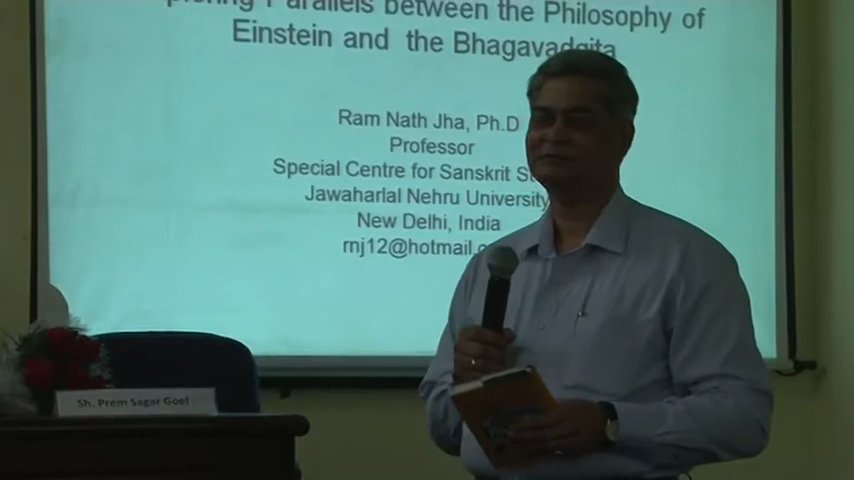 Parallels between the Philosophy of
Einstein and the Bhagavadgita
Ram Nath Jha, Ph.D
Professor
Special Centre for Sanskrit
Jawaharlal Nehru University
New Delhi, India
rnj12@hotmail.
Sh. Prem Sagar Goel